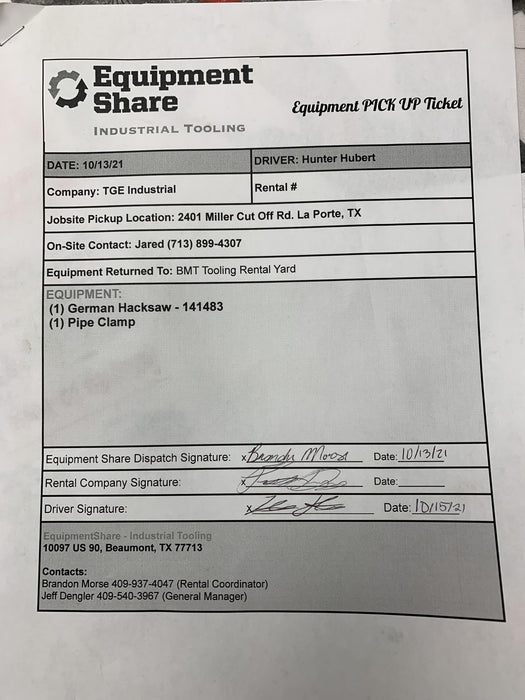 Equipment
Share
INDUSTRIAL TOOLING
Equipment PICK UP Ticket
DATE: 10/13/21
DRIVER: Hunter Hubert
Company: TGE Industrial
Rental #
Jobsite Pickup Location: 2401 Miller Cut Off Rd. La Porte, TX
On-Site Contact: Jared (713) 899-4307
Equipment Returned To: BMT Tooling Rental Yard
EQUIPMENT:
(1) German Hacksaw - 141483
(1) Pipe Clamp
Equipment Share Dispatch Signature: x Date: 10/13/21
Rental Company Signature: x Date:
Driver Signature: x Date: 10/15/21
EquipmentShare - Industrial Tooling
10097 US 90, Beaumont, TX 77713
Contacts:
Brandon Morse 409-937-4047 (Rental Coordinator)
Jeff Dengler 409-540-3967 (General Manager)